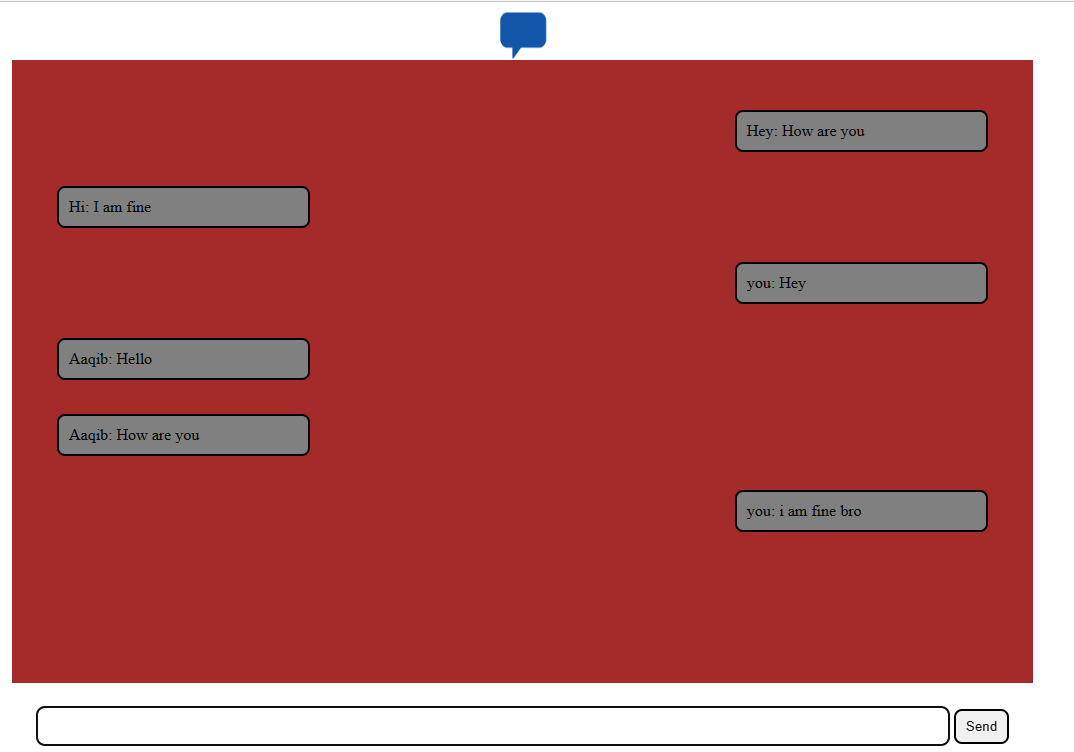 Hey: How are you
Hi: I am fine
you: Hey
Aaqib: Hello
Aaqib: How are you
you: i am fine bro
Send